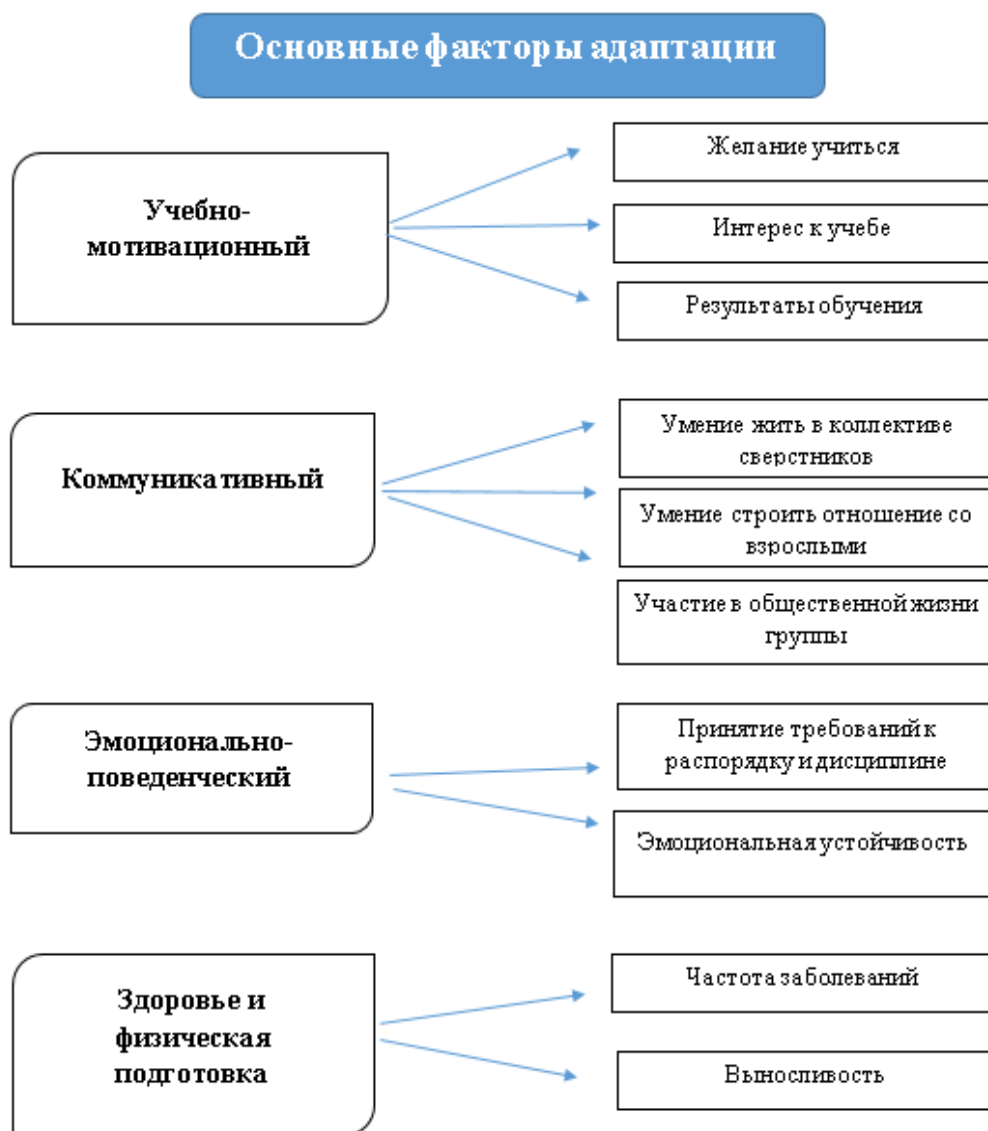 Основные факторы адаптации
Учебно-
мотивационный
Желание учиться
Интерес к учебе
Результаты обучения
Коммуникативный
Умение жить в коллективе
сверстников
Умение строить отношение со
взрослыми
Участие в общественной жизни
группы
Эмоционально-
поведенческий
Принятие требований к
распорядку и дисциплине
Эмоциональная устойчивость
Здоровье и
физическая
подготовка
Частота заболеваний
Выносливость